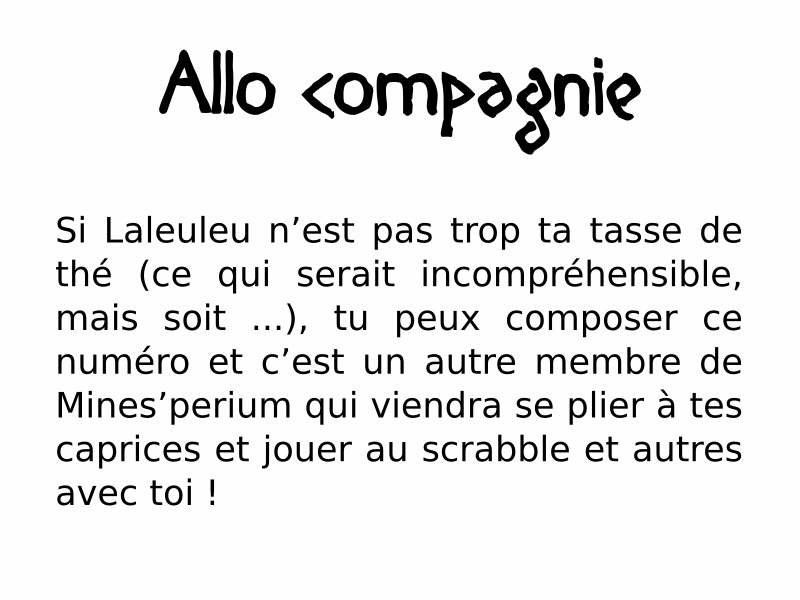 Allo compagnie
Si Laleuleu n’est pas trop ta tasse de
thé (ce qui serait incompréhensible,
mais soit ...), tu peux composer ce
numéro et c’est un autre membre de
Mines’perium qui viendra se plier à tes
caprices et jouer au scrabble et autres
avec toi !